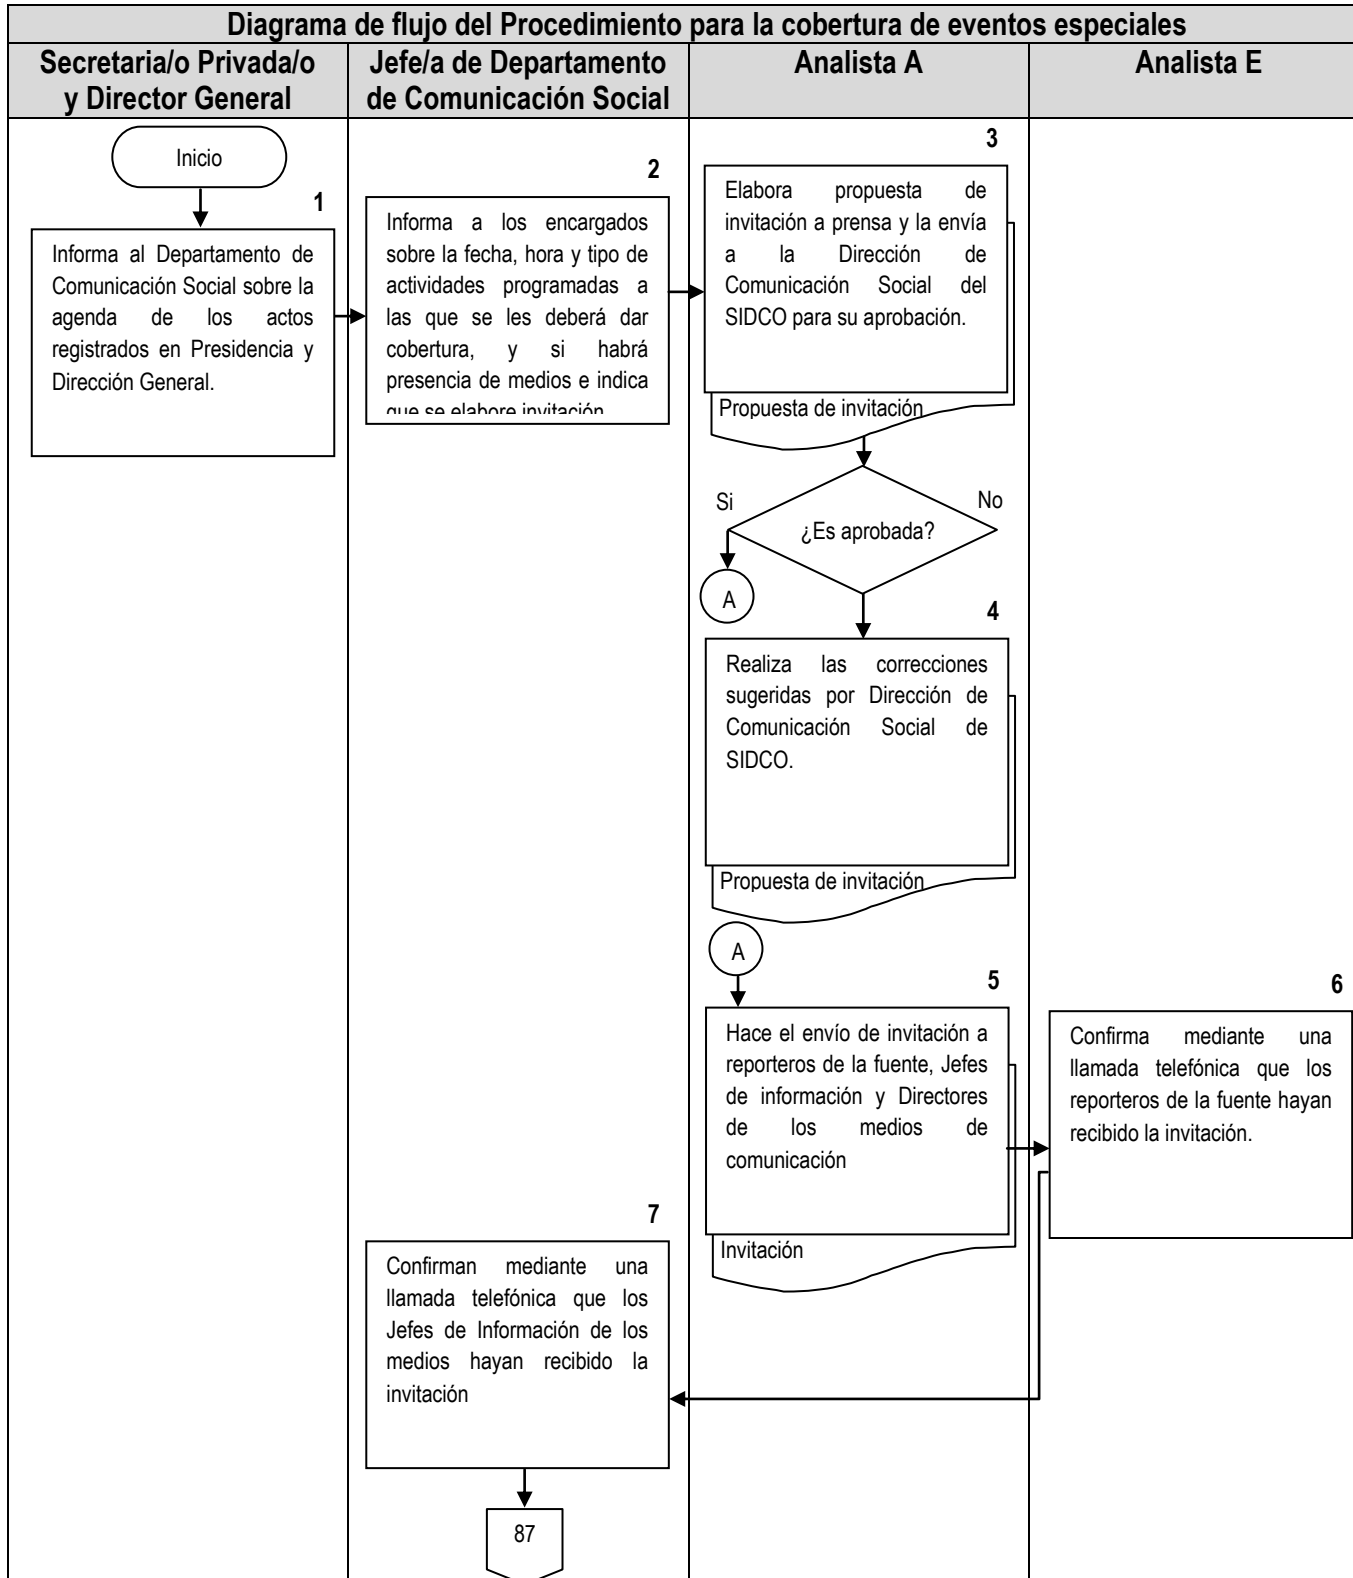 Diagrama de flujo del Procedimiento para la cobertura de eventos especiales
Secretaria/o Privada/o
y Director General
Jefe/a de Departamento
de Comunicación Social
Analista A
Analista E
Inicio
1
Informa al Departamento de
Comunicación Social sobre la
agenda de los actos
registrados en Presidencia y
Dirección General.
2
Informa a los encargados
sobre la fecha, hora y tipo de
actividades programadas a
las que se les deberá dar
cobertura, y si habrá
presencia de medios e indica
que se elabore invitación
3
Elabora propuesta de
invitación a prensa y la envía
a la Dirección de
Comunicación Social del
SIDCO para su aprobación.
Propuesta de invitación
Si
No
¿Es aprobada?
A
4
Realiza las correcciones
sugeridas por Dirección de
Comunicación Social de
SIDCO.
Propuesta de invitación
A
5
Hace el envío de invitación a
reporteros de la fuente, Jefes
de información y Directores
de los medios de
comunicación
Invitación
6
Confirma mediante una
llamada telefónica que los
reporteros de la fuente hayan
recibido la invitación.
7
Confirman mediante una
llamada telefónica que los
Jefes de Información de los
medios hayan recibido la
invitación
87